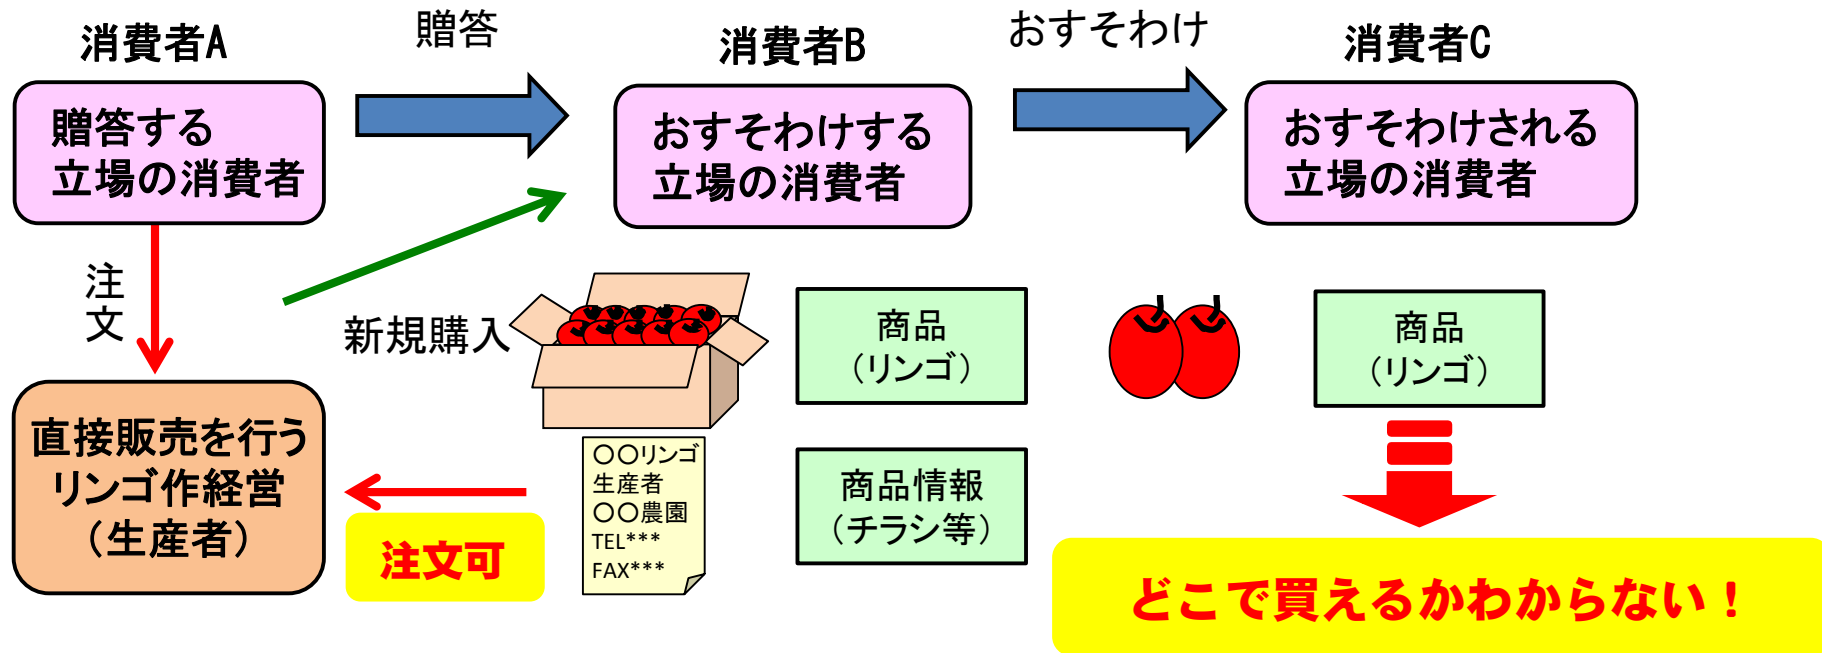 消費者A
贈答
消費者B
おすそわけ
消費者C
贈答する
立場の消費者
おすそわけする
立場の消費者
おすそわけされる
立場の消費者
注文
新規購入
商品
（リンゴ）
商品
（リンゴ）
直接販売を行う
リンゴ作経営
（生産者）
注文可
〇〇リンゴ
生産者
〇〇農園
TEL***
FAX***
商品情報
（チラシ等）
どこで買えるかわからない！